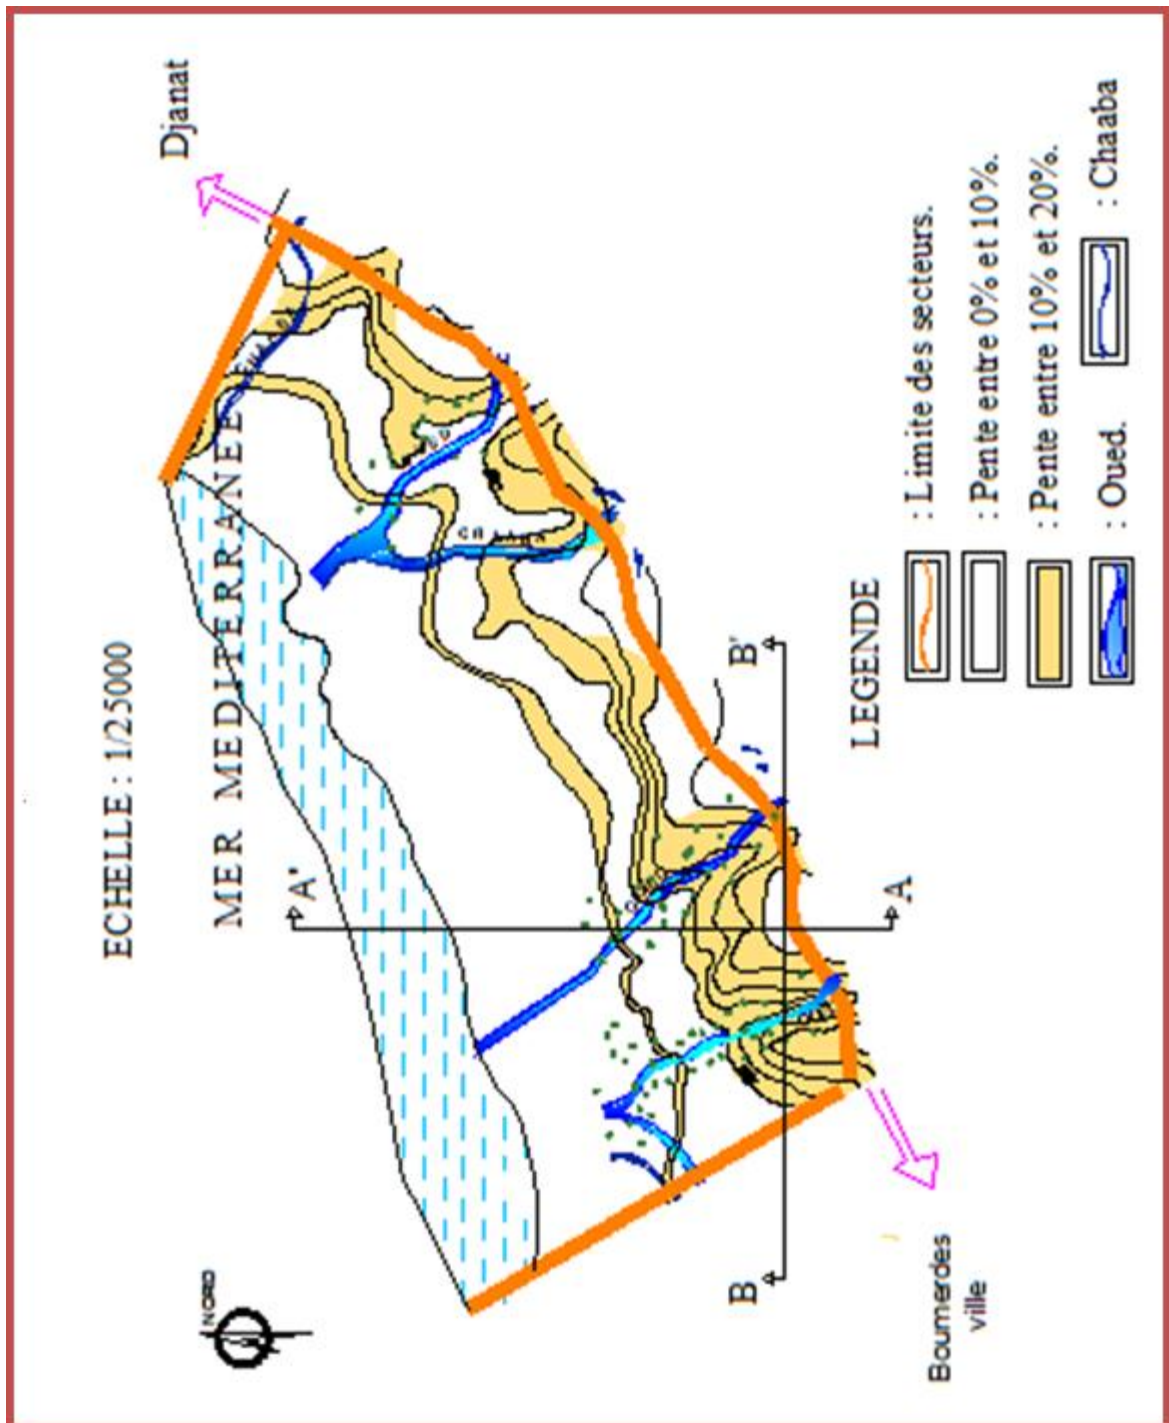 ECHELLE : 1/25000
NORD
MER MEDITERRANEE
Djanat
A'
A
B
B'
CHAABA
Boumerdes
ville
LEGENDE
: Limite des secteurs.
: Pente entre 0% et 10%.
: Pente entre 10% et 20%.
: Oued.
: Chaaba